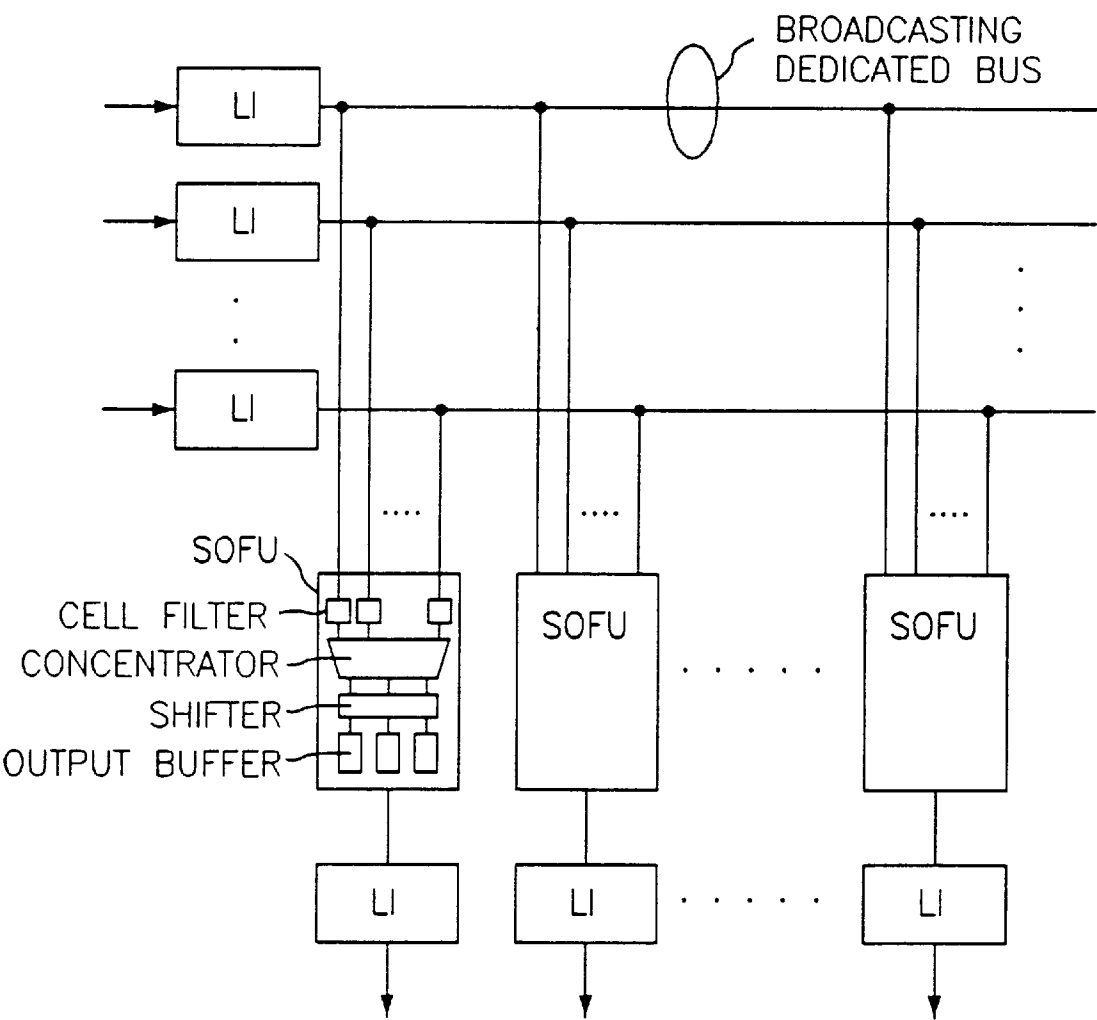 BROADCASTING
DEDICATED BUS
LI
LI
LI
SOFU
CELL FILTER
CONCENTRATOR
SHIFTER
OUTPUT BUFFER
SOFU
SOFU
LI
LI
LI